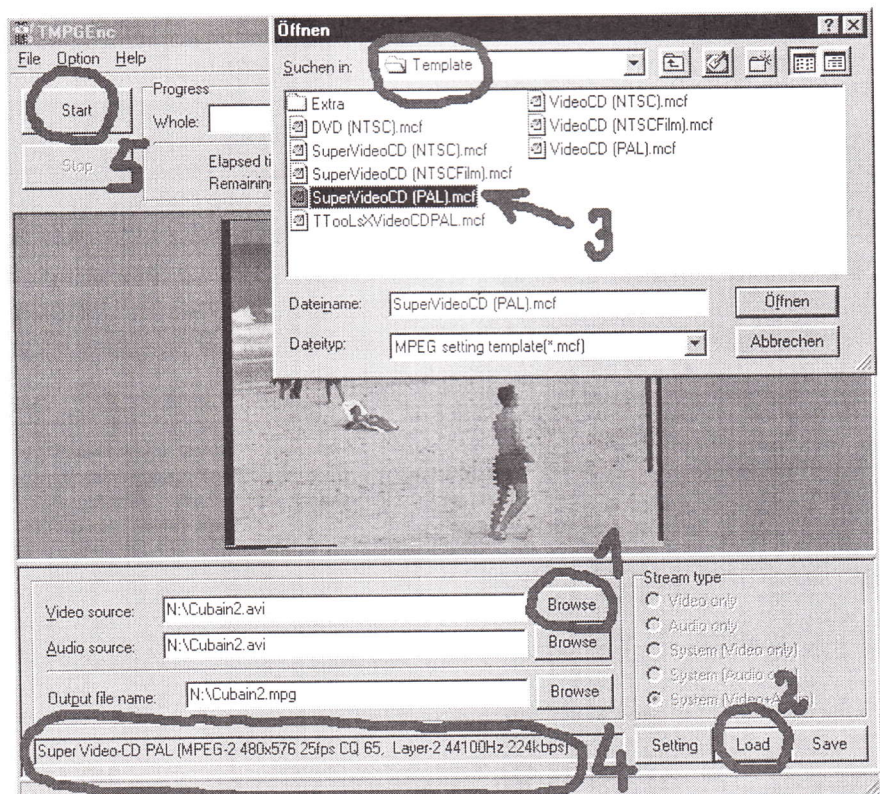 TMPGEnc
File Option Help
Start
Stop
Progress
Whole:
Elapsed
Remaining
5
Öffnen
Suchen in: Template
Extra
DVD (NTSC).mcf
SuperVideoCD (NTSC).mcf
SuperVideoCD (NTSCFilm).mcf
SuperVideoCD (PAL).mcf
TTooLsXVideoCDPAL.mcf
VideoCD (NTSC).mcf
VideoCD (NTSCFilm).mcf
VideoCD (PAL).mcf
3
Dateiname: SuperVideoCD (PAL).mcf Öffnen
Dateityp: MPEG setting template(*.mcf) Abbrechen
1
Video source: N:\Cubain2.avi Browse
Audio source: N:\Cubain2.avi Browse
Output file name: N:\Cubain2.mpg Browse
Stream type
Video only
Audio only
System (Video only)
System (Audio only)
System
2
Super Video-CD PAL (MPEG-2 480x576 25fps CQ 65, Layer-2 44100Hz 224kbps)
4
Setting Load Save